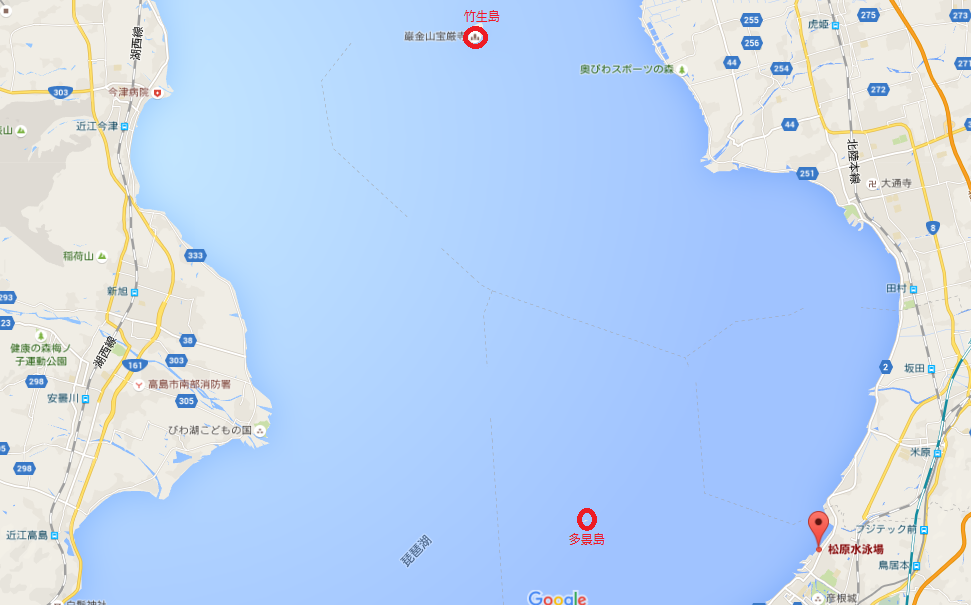 竹生島
巌金山宝厳寺
湖西線
255
275
273
虎姫
256
44
254
271
奥びわスポーツの森
272
303
今津病院
近江今津
44
北陸本線
251
大通寺
8
稲荷山
333
293
新旭
田村
23
38
健康の森梅ノ
子運動公園
湖西線
303
161
2
坂田
298
高島市南部消防署
安曇川
305
びわ湖こどもの国
米原
298
近江高島
多景島
琵琶湖
フジテック前
松原水泳場
鳥居本
Google
彦根城